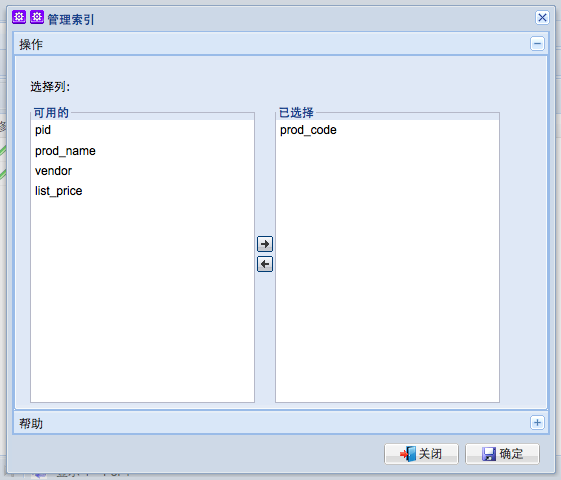 管理索引
操作
选择列:
可用的
已选择
pid
prod_name
vendor
list_price
prod_code
帮助
关闭
确定